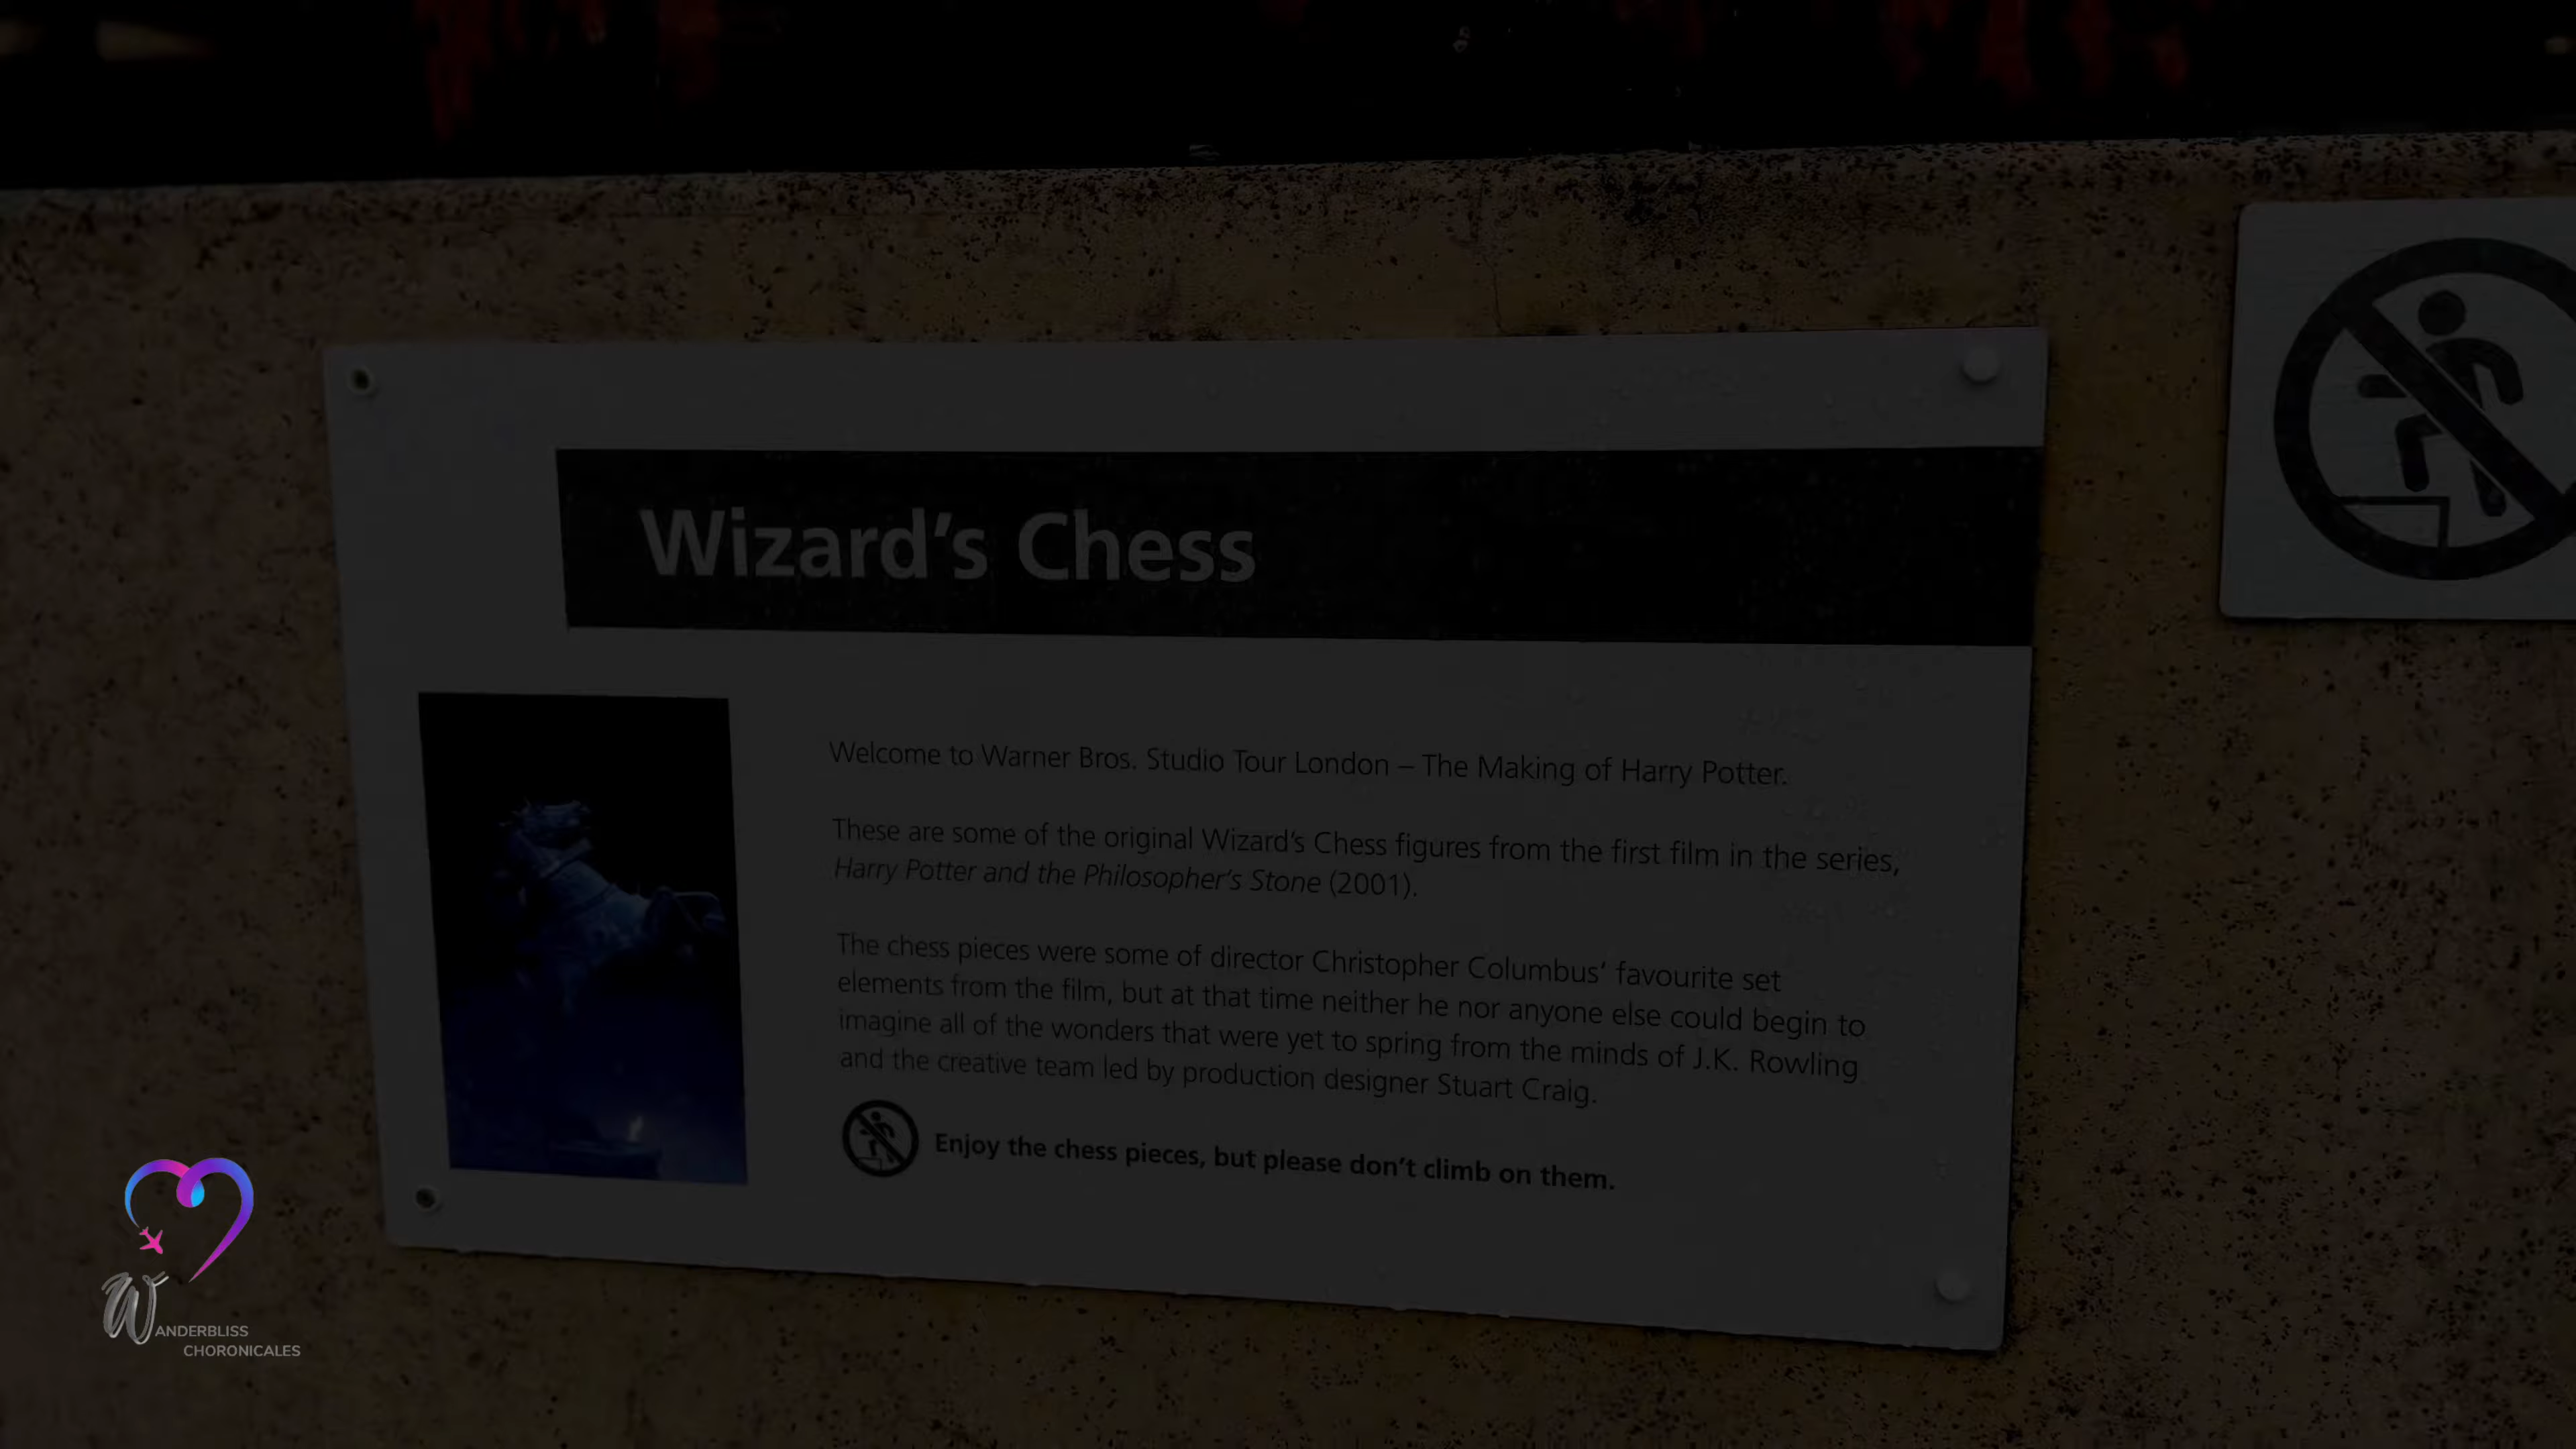 Wizard's Chess
Welcome to Warner Bros. Studio Tour London – The Making of Harry Potter.
These are some of the original Wizard's Chess figures from the first film in the series,
Harry Potter and the Philosopher's Stone (2001).
The chess pieces were some of director Christopher Columbus' favourite set
elements from the film, but at that time neither he nor anyone else could begin to
imagine all of the wonders that were yet to spring from the minds of J.K. Rowling
and the creative team led by production designer Stuart Craig.
Enjoy the chess pieces, but please don't climb on them.
WANDERBLISS
CHORONICALES